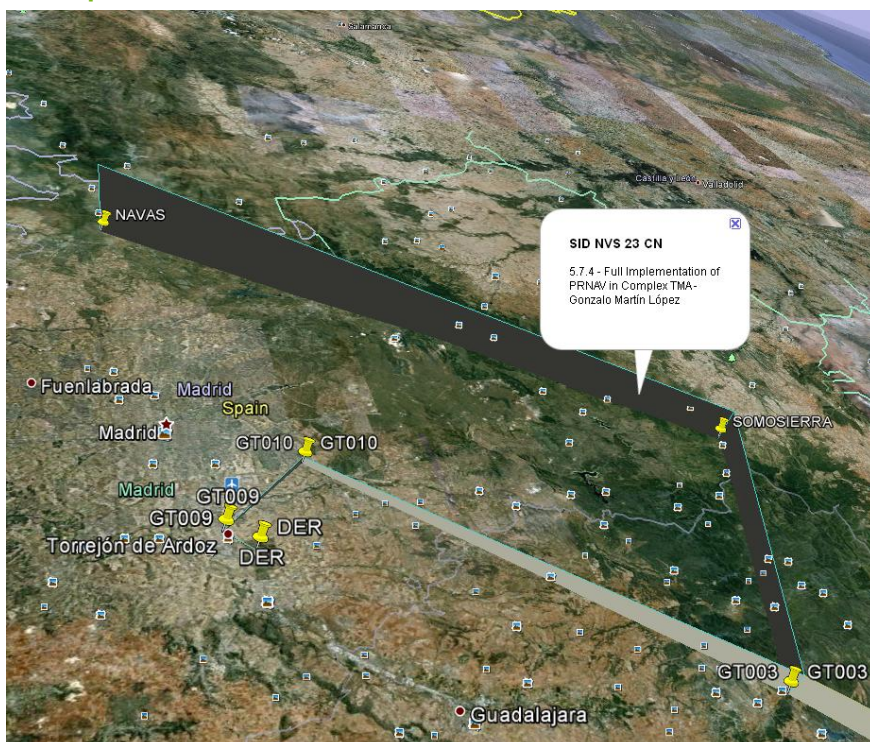 Salamanca
Castilla y León
Valladolid
NAVAS
SID NVS 23 CN
5.7.4 - Full Implementation of
PRNAV in Complex TMA-
Gonzalo Martín López
Fuenlabrada
Madrid
Spain
Madrid
SOMOSIERRA
GT010 GT010
Madrid
GT009
GT009
DER
Torrejón de Ardoz
DER
GT003 GT003
Guadalajara